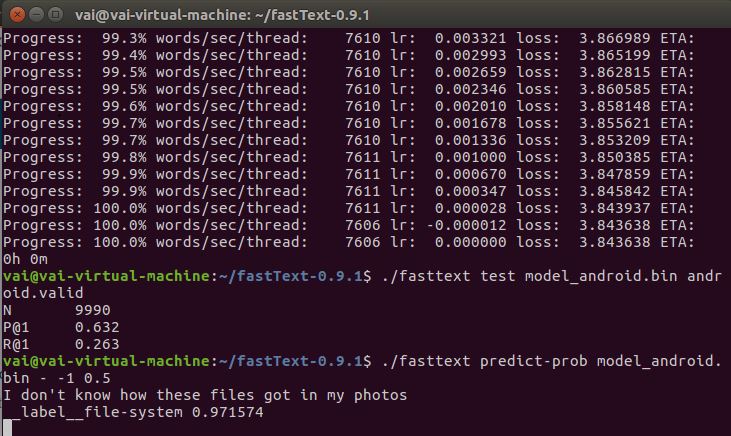 vai@vai-virtual-machine: ~/fastText-0.9.1
Progress:  99.3% words/sec/thread:    7610 lr:  0.003321 loss:  3.866989 ETA:
Progress:  99.4% words/sec/thread:    7610 lr:  0.002993 loss:  3.865199 ETA:
Progress:  99.5% words/sec/thread:    7610 lr:  0.002659 loss:  3.862815 ETA:
Progress:  99.5% words/sec/thread:    7610 lr:  0.002346 loss:  3.860585 ETA:
Progress:  99.6% words/sec/thread:    7610 lr:  0.002010 loss:  3.858148 ETA:
Progress:  99.7% words/sec/thread:    7610 lr:  0.001678 loss:  3.855621 ETA:
Progress:  99.7% words/sec/thread:    7610 lr:  0.001336 loss:  3.853209 ETA:
Progress:  99.8% words/sec/thread:    7611 lr:  0.001000 loss:  3.850385 ETA:
Progress:  99.9% words/sec/thread:    7611 lr:  0.000670 loss:  3.847859 ETA:
Progress:  99.9% words/sec/thread:    7611 lr:  0.000347 loss:  3.845842 ETA:
Progress: 100.0% words/sec/thread:    7611 lr:  0.000028 loss:  3.843937 ETA:
Progress: 100.0% words/sec/thread:    7606 lr: -0.000012 loss:  3.843638 ETA:
Progress: 100.0% words/sec/thread:    7606 lr:  0.000000 loss:  3.843638 ETA:
0h 0m
vai@vai-virtual-machine:~/fastText-0.9.1$ ./fasttext test model_android.bin andr
oid.valid
N       9990
P@1     0.632
R@1     0.263
vai@vai-virtual-machine:~/fastText-0.9.1$ ./fasttext predict-prob model_android.
bin - -1 0.5
I don't know how these files got in my photos
__label__file-system 0.971574